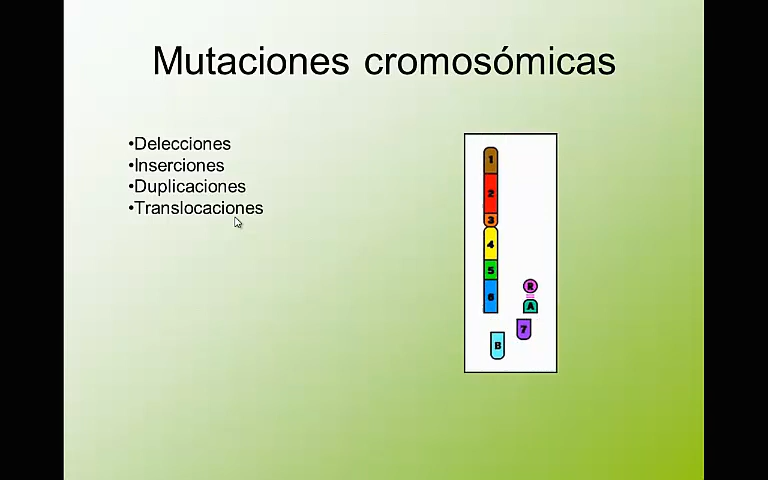 Mutaciones cromosómicas
•Delecciones
•Inserciones
•Duplicaciones
•Translocaciones
1
2
3
4
5
6
R
A
7
B